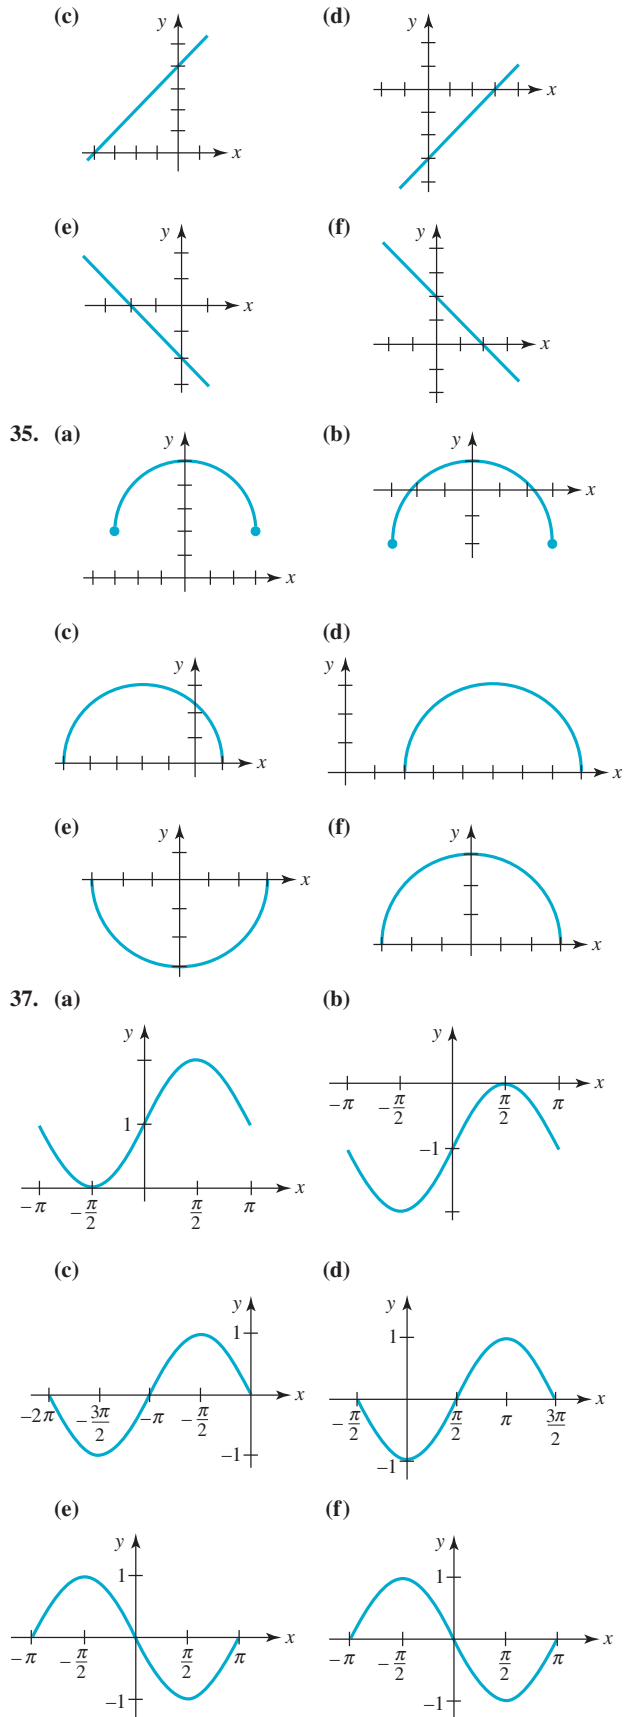 (c) (d)
y y
x x
(e) (f)
y y
x x
35. (a) (b)
y y
x x
(c) (d)
y y
x x
(e) (f)
y y
x x
37. (a) (b)
y y
1 x
−π −π/2 π/2 π x
−π −π/2 π/2 π
−1
(c) (d)
y y
1 1
x x
−2π −3π/2 −π −π/2
−π/2 π/2 π 3π/2
−1 −1
(e) (f)
y y
1 1
x x
−π −π/2 π/2 π
−π −π/2 π/2 π
−1 −1